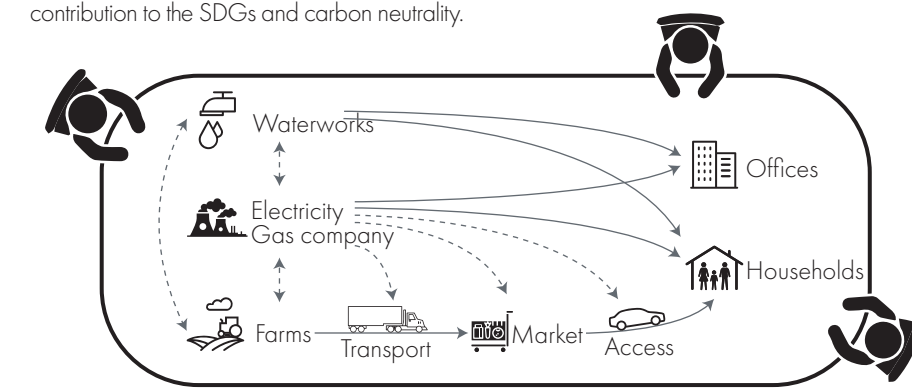 contribution to the SDGs and carbon neutrality.
Waterworks
Offices
Electricity
Gas company
Households
Farms
Transport
Market
Access